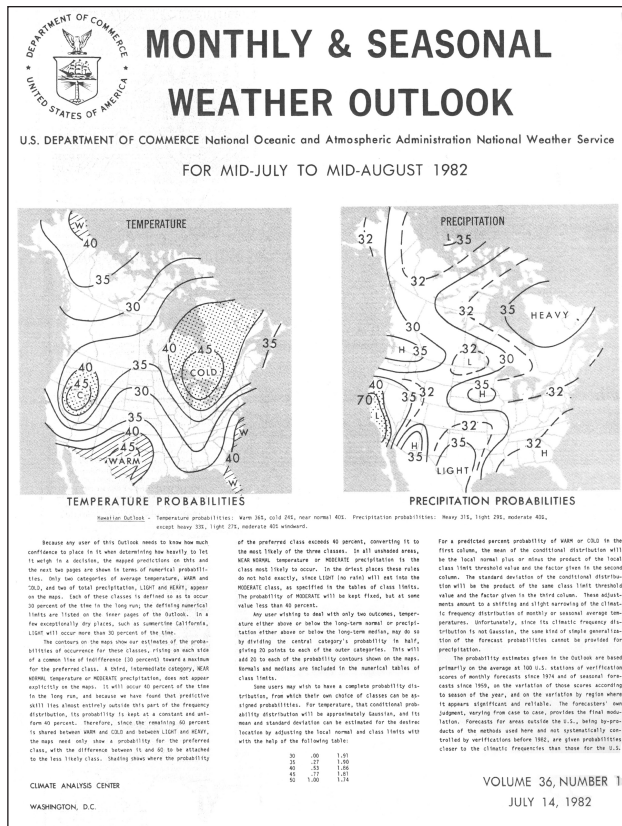 DEPARTMENT OF COMMERCE
UNITED STATES OF AMERICA
MONTHLY & SEASONAL
WEATHER OUTLOOK
U.S. DEPARTMENT OF COMMERCE National Oceanic and Atmospheric Administration National Weather Service
FOR MID-JULY TO MID-AUGUST 1982
TEMPERATURE
W
40
35
30
40
45
COLD
35
40
45
C
35
30
35
40
45
WARM
40
W
W
TEMPERATURE PROBABILITIES
PRECIPITATION
32
L 35
32
32
35
HEAVY
30
H 35
32
L
30
40
70
35
32
35
H
32
32
H
35
35
LIGHT
32
H
PRECIPITATION PROBABILITIES
Hawaiian Outlook - Temperature probabilities: Warm 36%, cold 24%, near normal 40%. Precipitation probabilities: Heavy 31%, light 29%, moderate 40%,
except heavy 33%, light 27%, moderate 40% windward.
Because any user of this Outlook needs to know how much
confidence to place in it when determining how heavily to let
it weigh in a decision, the mapped predictions on this and
the next two pages are shown in terms of numerical probabili-
ties. Only two categories of average temperature, WARM and
COLD, and two of total precipitation, LIGHT and HEAVY, appear
on the maps. Each of these classes is defined so as to occur
30 percent of the time in the long run; the defining numerical
limits are listed on the inner pages of the Outlook. In a
few exceptionally dry places, such as summertime California,
LIGHT will occur more than 30 percent of the time.
The contours on the maps show our estimates of the proba-
bilities of occurrence for these classes, rising on each side
of a common line of indifference (30 percent) toward a maximum
for the preferred class. A third, intermediate category, NEAR
NORMAL temperature or MODERATE precipitation, does not appear
explicitly on the maps. It will occur 40 percent of the time
in the long run, and because we have found that predictive
skill lies almost entirely outside this part of the frequency
distribution, its probability is kept at a constant and uni-
form 40 percent. Therefore, since the remaining 60 percent
is shared between WARM and COLD and between LIGHT and HEAVY,
the maps need only show a probability for the preferred
class, with the difference between it and 60 to be attached
to the less likely class. Shading shows where the probability
of the preferred class exceeds 40 percent, converting it to
the most likely of the three classes. In all unshaded areas,
NEAR NORMAL temperature or MODERATE precipitation is the
class most likely to occur. In the driest places these rules
do not hold exactly, since LIGHT (no rain) will eat into the
MODERATE class, as specified in the tables of class limits.
The probability of MODERATE will be kept fixed, but at some
value less than 40 percent.
Any user wishing to deal with only two outcomes, temper-
ature either above or below the long-term normal or precipi-
tation either above or below the long-term median, may do so
by dividing the central category's probability in half,
giving 20 points to each of the outer categories. This will
add 20 to each of the probability contours shown on the maps.
Normals and medians are included in the numerical tables of
class limits.
Some users may wish to have a complete probability dis-
tribution, from which their own choice of classes can be as-
signed probabilities. For temperature, that conditional prob-
ability distribution will be approximately Gaussian, and its
mean and standard deviation can be estimated for the desired
location by adjusting the local normal and class limits with
with the help of the following table:
30 .00 1.91
35 .27 1.90
40 .53 1.86
45 .77 1.81
50 1.00 1.74
For a predicted percent probability of WARM or COLD in the
first column, the mean of the conditional distribution will
be the local normal plus or minus the product of the local
class limit threshold value and the factor given in the second
column. The standard deviation of the conditional distribu-
tion will be the product of the same class limit threshold
value and the factor given in the third column. These adjust-
ments amount to a shifting and slight narrowing of the climat-
ic frequency distribution of monthly or seasonal average tem-
peratures. Unfortunately, since its climatic frequency dis-
tribution is not Gaussian, the same kind of simple generaliza-
tion of the forecast probabilities cannot be provided for
precipitation.
The probability estimates given in the Outlook are based
primarily on the average at 100 U.S. stations of verification
scores of monthly forecasts since 1974 and of seasonal fore-
casts since 1959, on the variation of those scores according
to season of the year, and on the variation by region where
it appears significant and reliable. The forecasters' own
judgment, varying from case to case, provides the final modu-
lation. Forecasts for areas outside the U.S., being by-pro-
ducts of the methods used here and not systematically con-
trolled by verifications before 1982, are given probabilities
closer to the climatic frequencies than those for the U.S.
CLIMATE ANALYSIS CENTER
WASHINGTON, D.C.
VOLUME 36, NUMBER 1
JULY 14, 1982